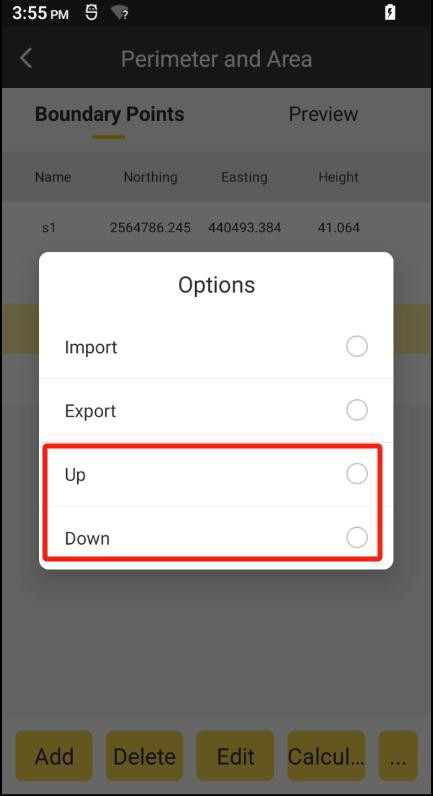 3:55 PM
Perimeter and Area
Boundary Points Preview
Name Northing Easting Height
s1 2564786.245 440493.384 41.064
Options
Import
Export
Up
Down
Add Delete Edit Calcul... ...